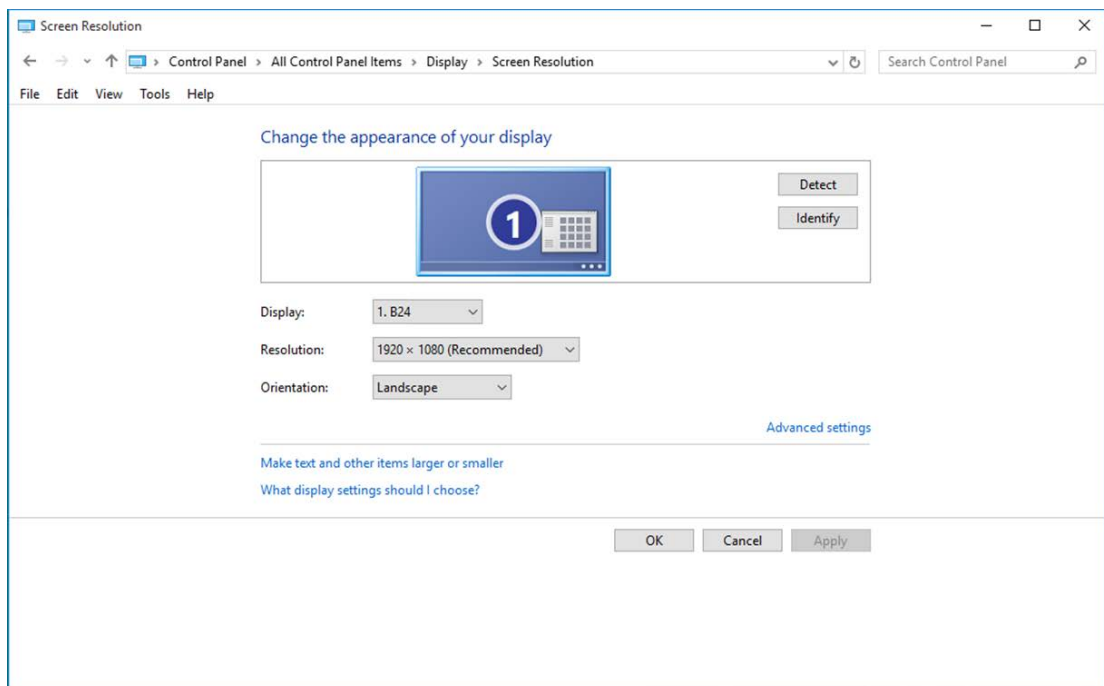 Screen Resolution
Control Panel > All Control Panel Items > Display > Screen Resolution
Search Control Panel
File Edit View Tools Help
Change the appearance of your display
1
Detect
Identify
Display: 1. B24
Resolution: 1920 × 1080 (Recommended)
Orientation: Landscape
Advanced settings
Make text and other items larger or smaller
What display settings should I choose?
OK Cancel Apply